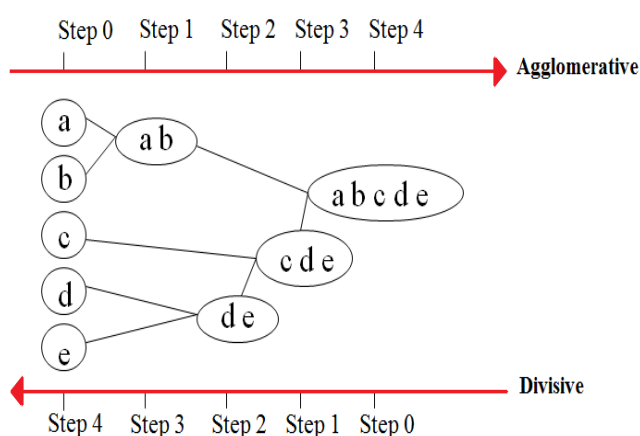 Step 0 Step 1 Step 2 Step 3 Step 4
Agglomerative
a
a b
b
a b c d e
c
c d e
d
d e
e
Divisive
Step 4 Step 3 Step 2 Step 1 Step 0